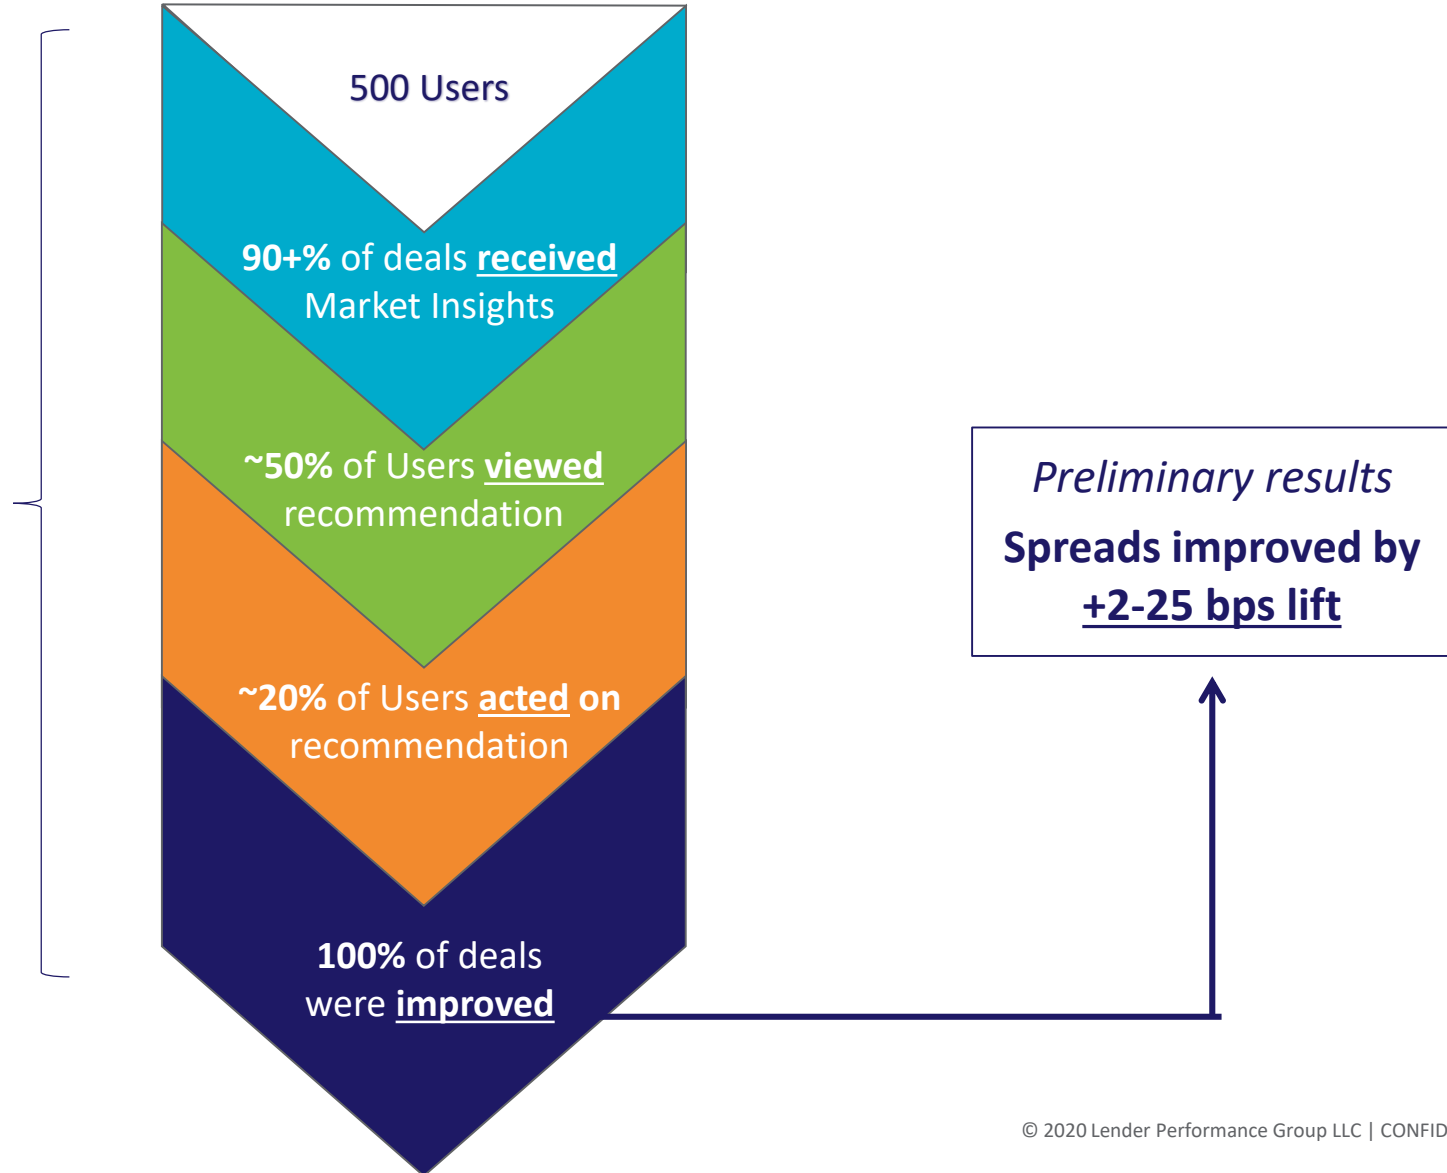 500 Users
90+% of deals received
Market Insights
~50% of Users viewed
recommendation
~20% of Users acted on
recommendation
100% of deals
were improved
Preliminary results
Spreads improved by
+2-25 bps lift
© 2020 Lender Performance Group LLC | CONFID